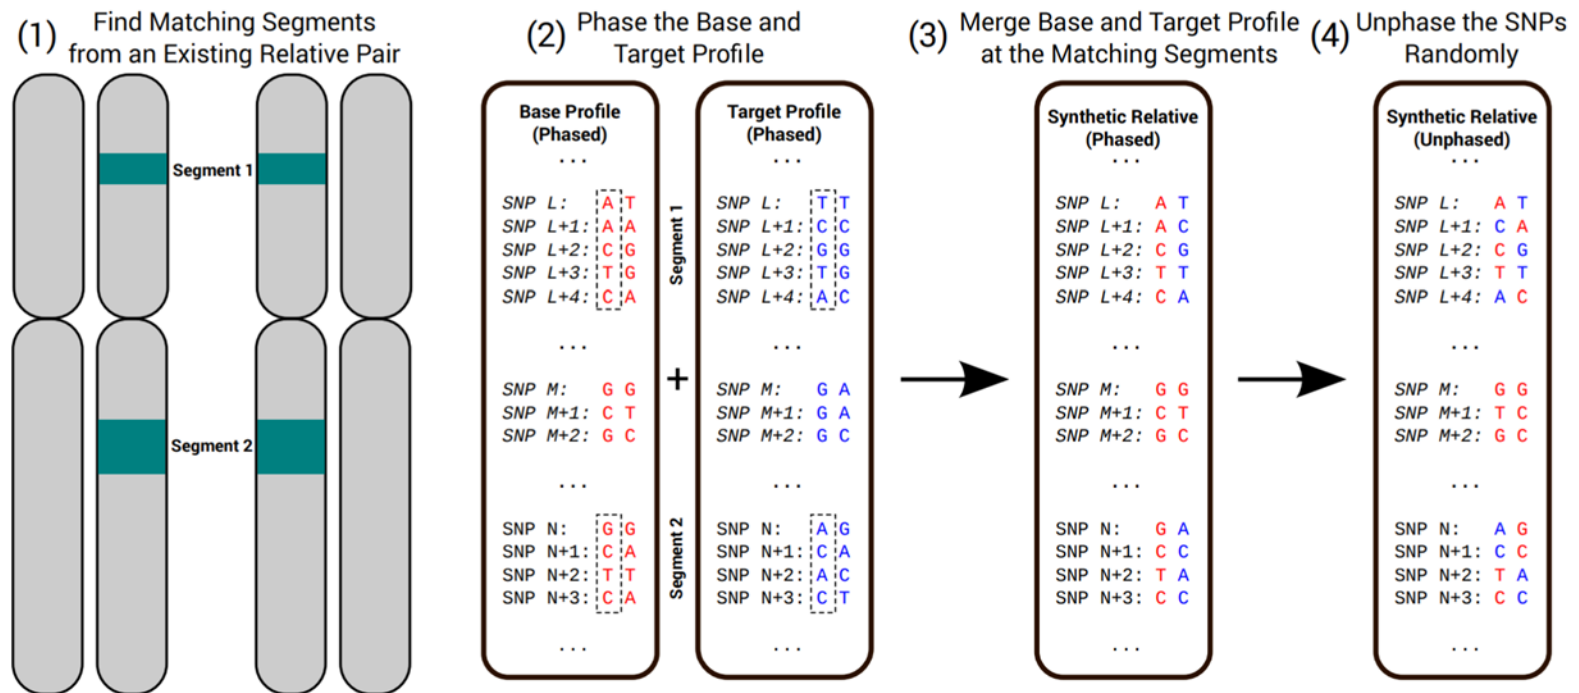 (1) Find Matching Segments
from an Existing Relative Pair
Segment 1
Segment 2
(2) Phase the Base and
Target Profile
Base Profile
(Phased)
...
SNP L: A T
SNP L+1: A A
SNP L+2: C G
SNP L+3: T G
SNP L+4: C A
...
SNP M: G G
SNP M+1: C T
SNP M+2: G C
...
SNP N: G G
SNP N+1: C A
SNP N+2: T T
SNP N+3: C A
...
Segment 1
+
Segment 2
Target Profile
(Phased)
...
SNP L: T T
SNP L+1: C C
SNP L+2: G G
SNP L+3: T G
SNP L+4: A C
...
SNP M: G A
SNP M+1: G A
SNP M+2: G C
...
SNP N: A G
SNP N+1: C A
SNP N+2: A C
SNP N+3: C T
...
(3) Merge Base and Target Profile
at the Matching Segments
Synthetic Relative
(Phased)
...
SNP L: A T
SNP L+1: A C
SNP L+2: C G
SNP L+3: T T
SNP L+4: C A
...
SNP M: G G
SNP M+1: C T
SNP M+2: G C
...
SNP N: G A
SNP N+1: C C
SNP N+2: T A
SNP N+3: C C
...
(4) Unphase the SNPs
Randomly
Synthetic Relative
(Unphased)
...
SNP L: A T
SNP L+1: C A
SNP L+2: C G
SNP L+3: T T
SNP L+4: A C
...
SNP M: G G
SNP M+1: T C
SNP M+2: G C
...
SNP N: A G
SNP N+1: C C
SNP N+2: T A
SNP N+3: C C
...